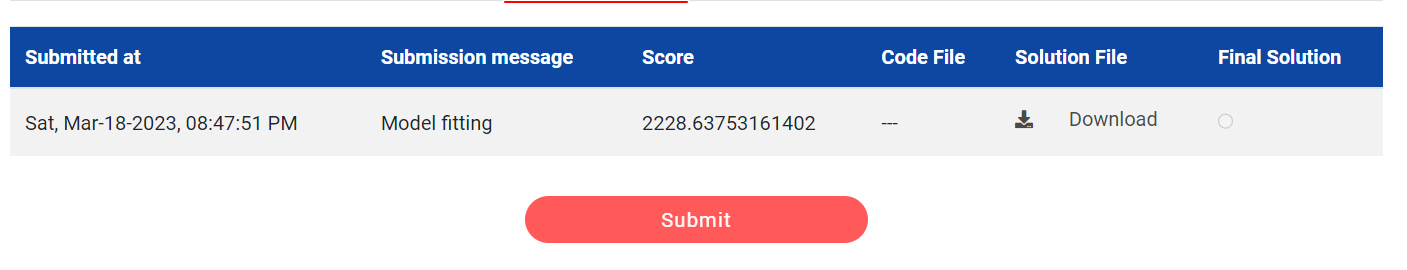 Submitted at Submission message Score Code File Solution File Final Solution
Sat, Mar-18-2023, 08:47:51 PM Model fitting 2228.63753161402 --- Download
Submit